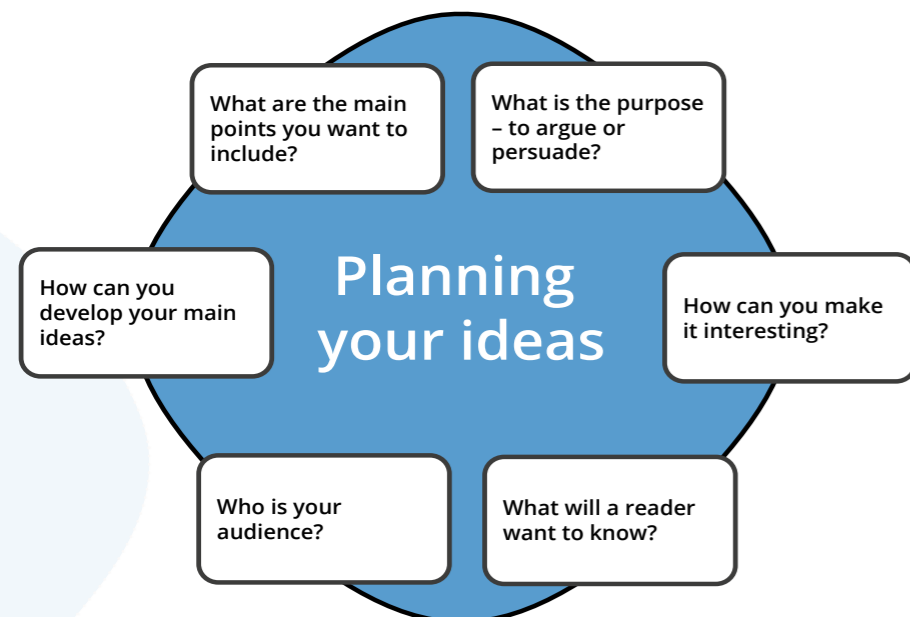 What are the main
points you want to
include?
What is the purpose
– to argue or
persuade?
How can you
develop your main
ideas?
Planning
your ideas
How can you make
it interesting?
Who is your
audience?
What will a reader
want to know?